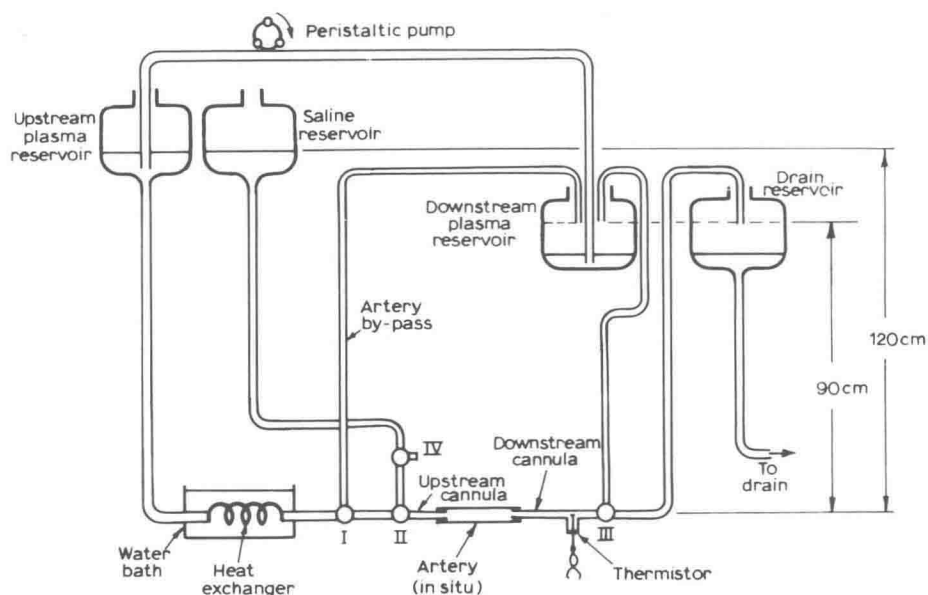 Peristaltic pump
Upstream
plasma
reservoir
Saline
reservoir
Drain
reservoir
Downstream
plasma
reservoir
Artery
by-pass
120cm
90cm
IV
Downstream
cannula
Upstream
cannula
To
drain
I
II
III
Water
bath
Heat
exchanger
Artery
(in situ)
Thermistor